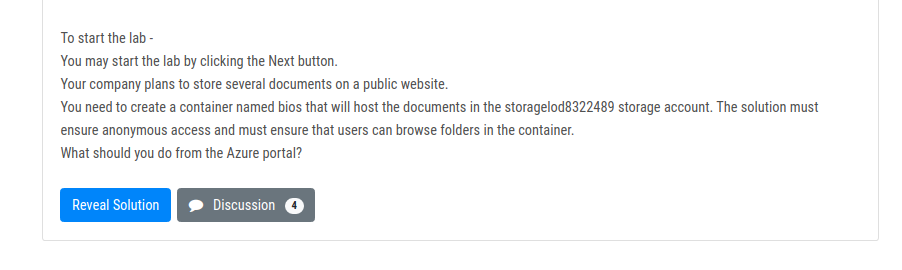 To start the lab -
You may start the lab by clicking the Next button.
Your company plans to store several documents on a public website.
You need to create a container named bios that will host the documents in the storagelod8322489 storage account. The solution must
ensure anonymous access and must ensure that users can browse folders in the container.
What should you do from the Azure portal?
Reveal Solution Discussion 4